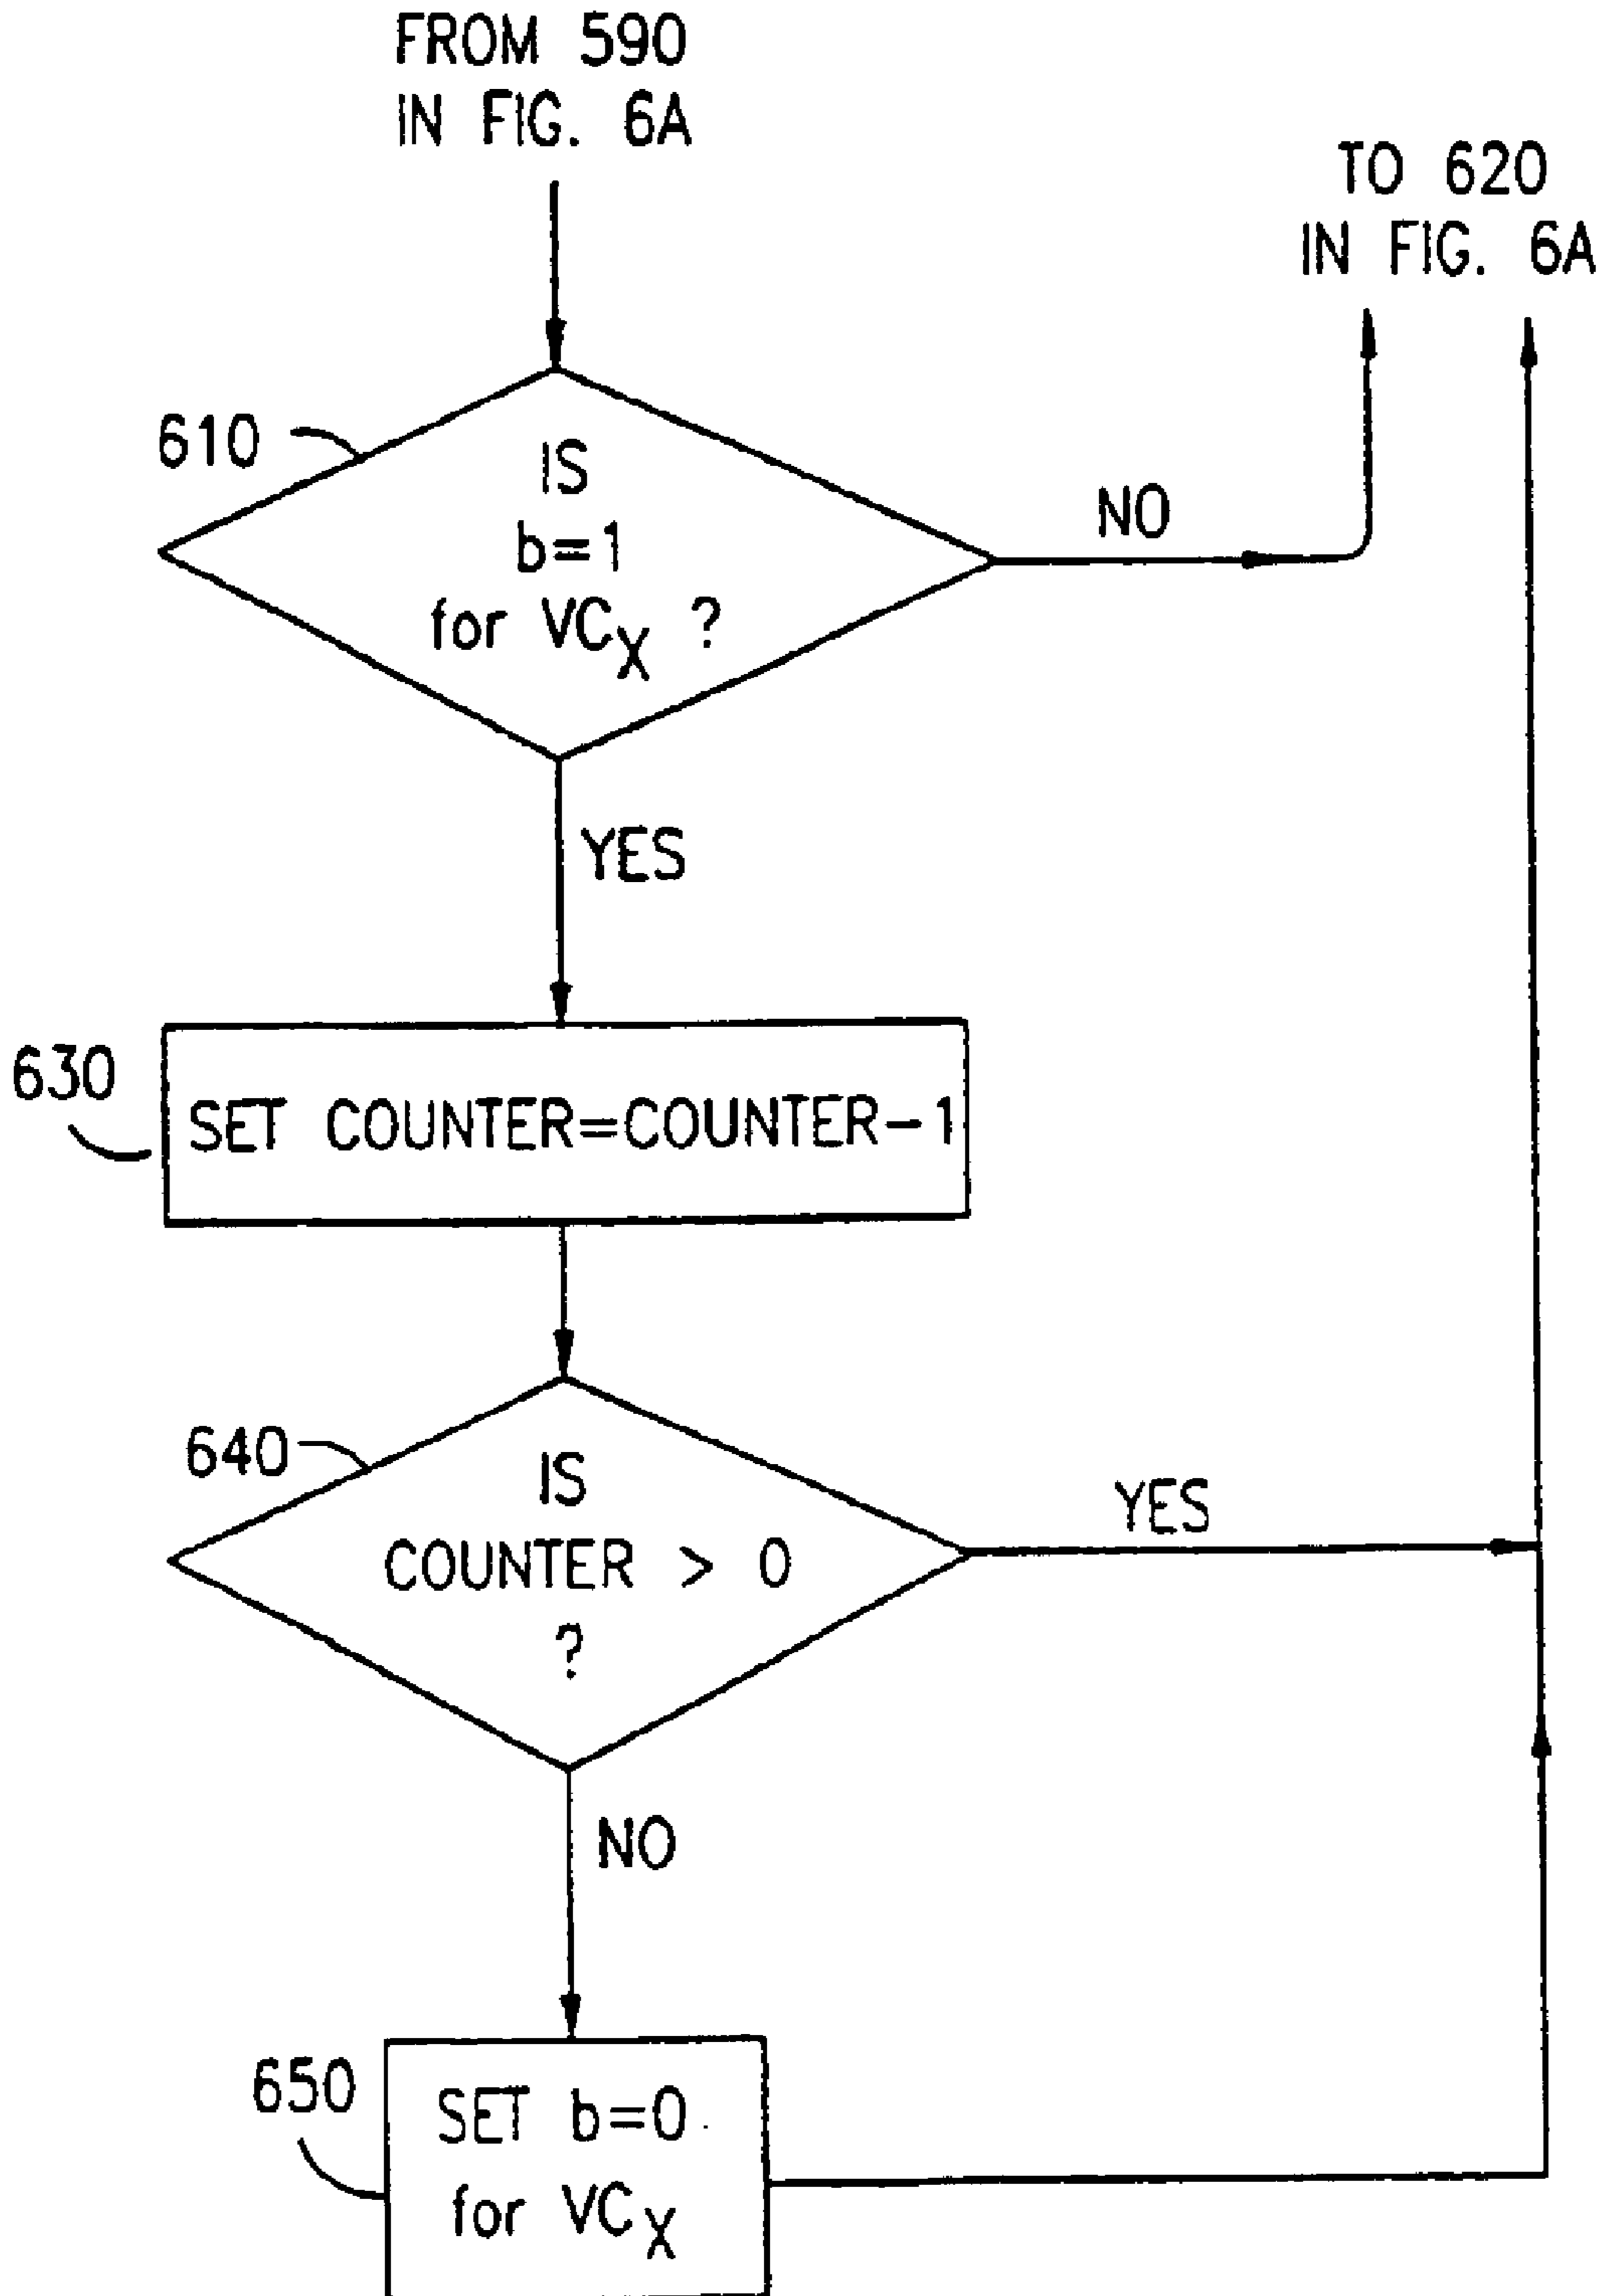 FROM 590
IN FIG. 6A
TO 620
IN FIG. 6A
610
IS
b=1
for VCX ?
NO
YES
630
SET COUNTER=COUNTER-1
640
IS
COUNTER > 0
?
YES
NO
650
SET b=0
for VCX